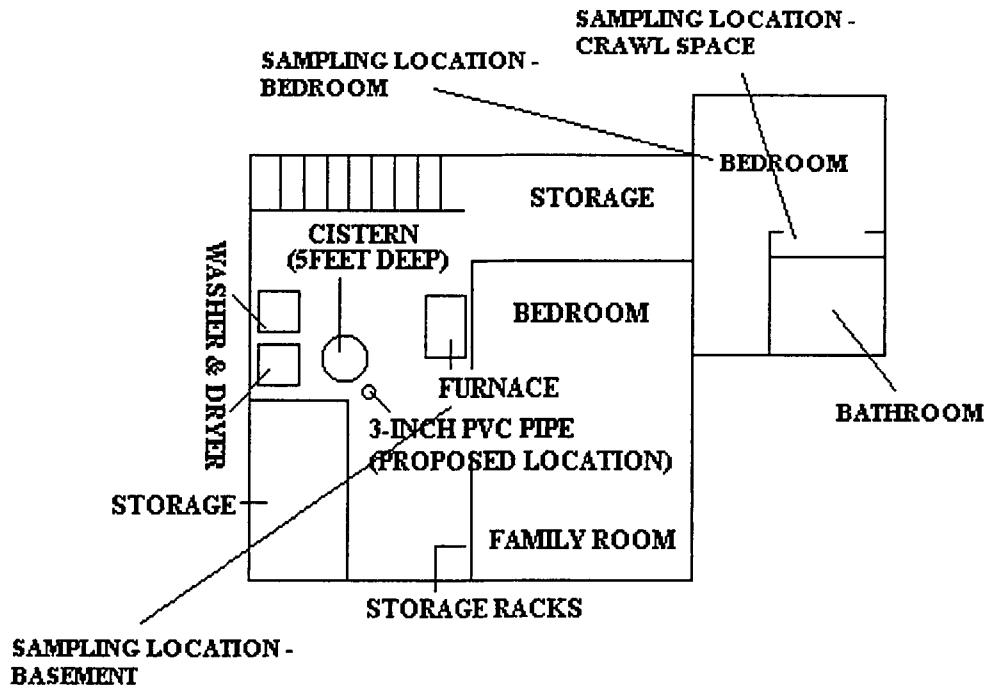 SAMPLING LOCATION -
CRAWL SPACE
SAMPLING LOCATION -
BEDROOM
BEDROOM
STORAGE
CISTERN
(5FEET DEEP)
WASHER & DRYER
BEDROOM
FURNACE
BATHROOM
3-INCH PVC PIPE
(PROPOSED LOCATION)
STORAGE
FAMILY ROOM
STORAGE RACKS
SAMPLING LOCATION -
BASEMENT